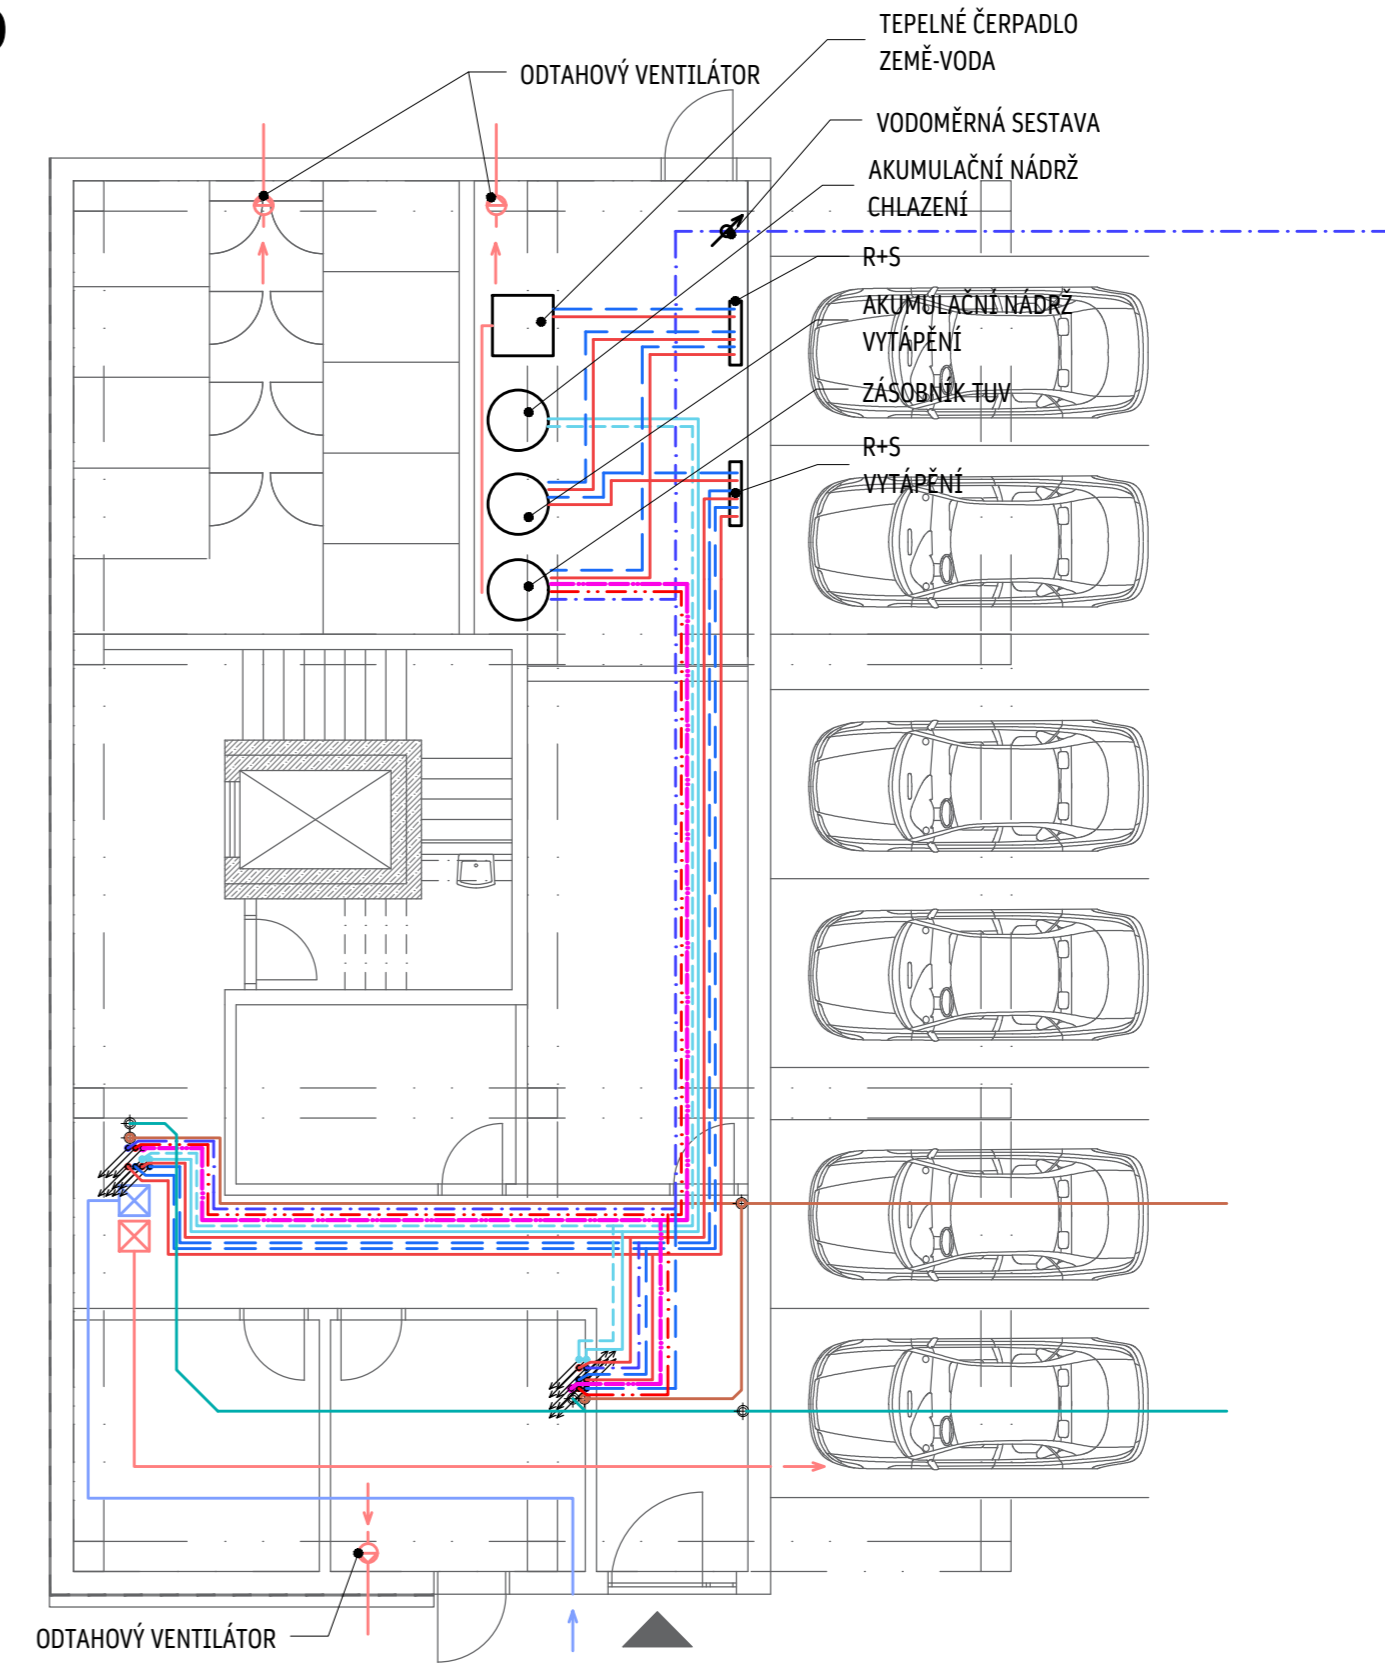 TEPELNÉ ČERPADLO
ZEMĚ-VODA
ODTAHOVÝ VENTILÁTOR
VODOMĚRNÁ SESTAVA
AKUMULAČNÍ NÁDRŽ
CHLAZENÍ
R+S
AKUMULAČNÍ NÁDRŽ
VYTÁPĚNÍ
ZÁSOBNÍK TUV
R+S
VYTÁPĚNÍ
ODTAHOVÝ VENTILÁTOR